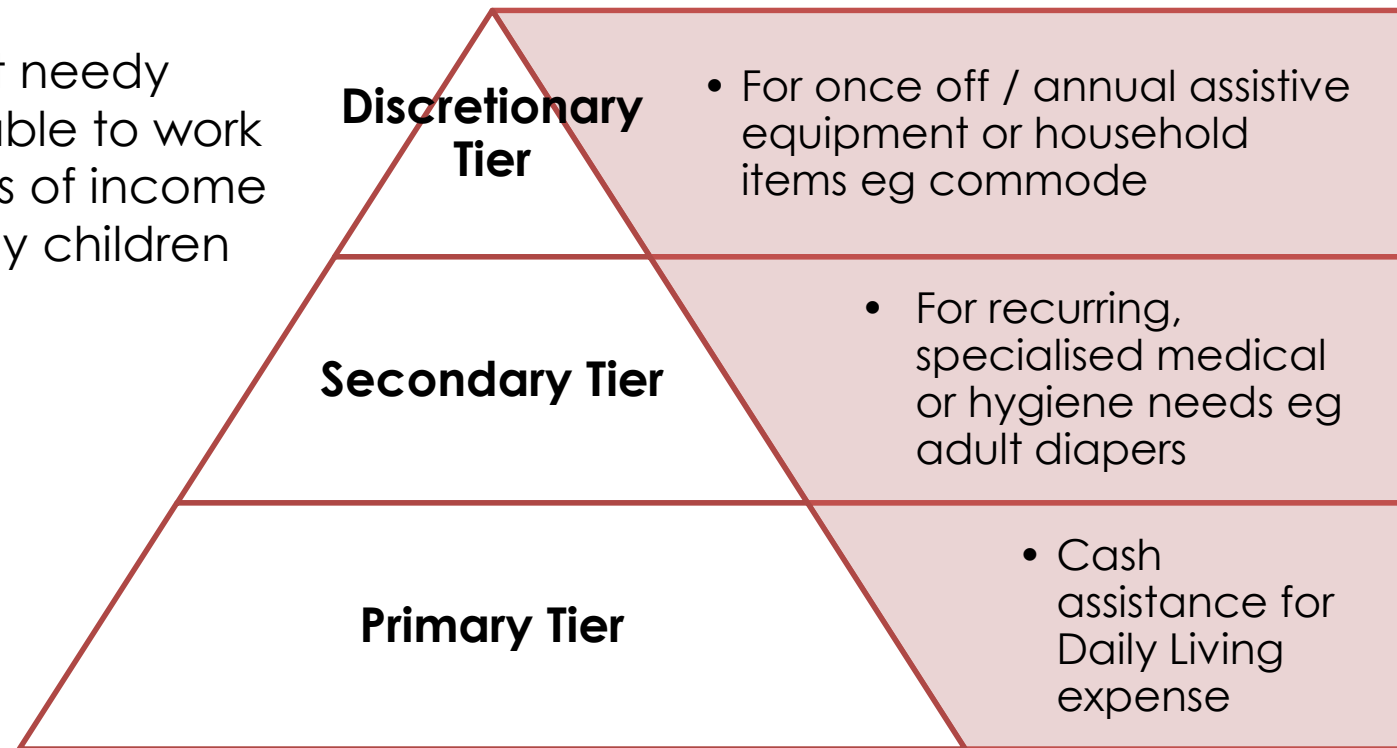 needy
able to work
s of income
y children
Discretionary
Tier
• For once off / annual assistive
equipment or household
items eg commode
Secondary Tier
• For recurring,
specialised medical
or hygiene needs eg
adult diapers
Primary Tier
• Cash
assistance for
Daily Living
expense